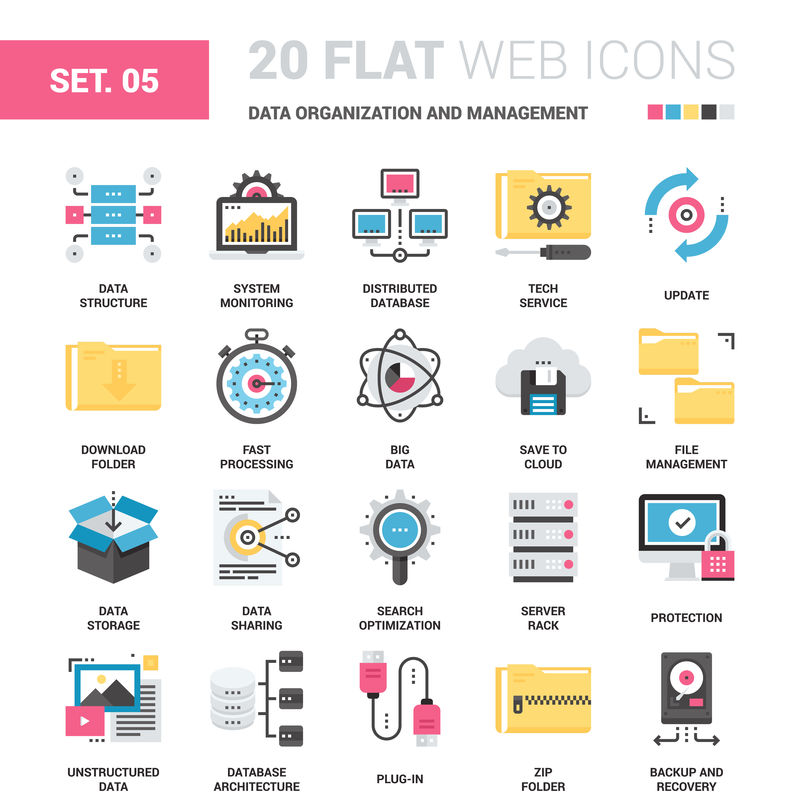 SET. 05
20 FLAT WEB ICONS
DATA ORGANIZATION AND MANAGEMENT
DATA
STRUCTURE
SYSTEM
MONITORING
DISTRIBUTED
DATABASE
TECH
SERVICE
UPDATE
DOWNLOAD
FOLDER
FAST
PROCESSING
BIG
DATA
SAVE TO
CLOUD
FILE
MANAGEMENT
DATA
STORAGE
DATA
SHARING
SEARCH
OPTIMIZATION
SERVER
RACK
PROTECTION
UNSTRUCTURED
DATA
DATABASE
ARCHITECTURE
PLUG-IN
ZIP
FOLDER
BACKUP AND
RECOVERY